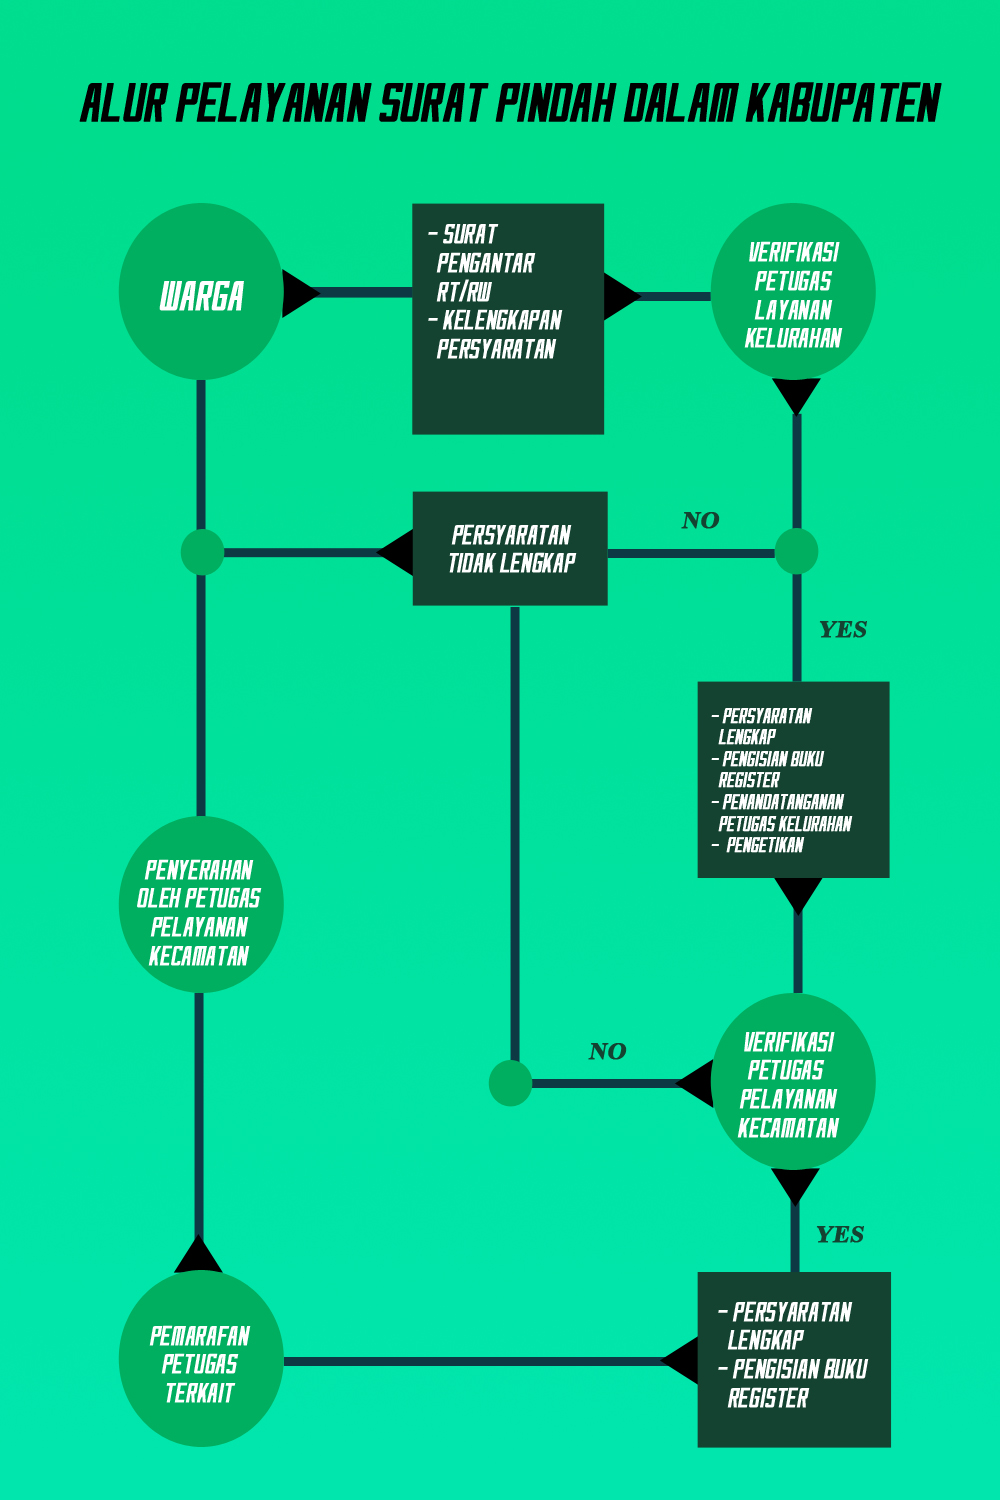 ALUR PELAYANAN SURAT PINDAH DALAM KABUPATEN
WARGA
- SURAT
PENGANTAR
RT/RW
- KELENGKAPAN
PERSYARATAN
VERIFIKASI
PETUGAS
LAYANAN
KELURAHAN
PERSYARATAN
TIDAK LENGKAP
NO
YES
- PERSYARATAN
LENGKAP
- PENGISIAN BUKU
REGISTER
- PENANDATANGANAN
PETUGAS KELURAHAN
- PENGETIKAN
PENYERAHAN
OLEH PETUGAS
PELAYANAN
KECAMATAN
NO
VERIFIKASI
PETUGAS
PELAYANAN
KECAMATAN
YES
- PERSYARATAN
LENGKAP
- PENGISIAN BUKU
REGISTER
PEMARAFAN
PETUGAS
TERKAIT